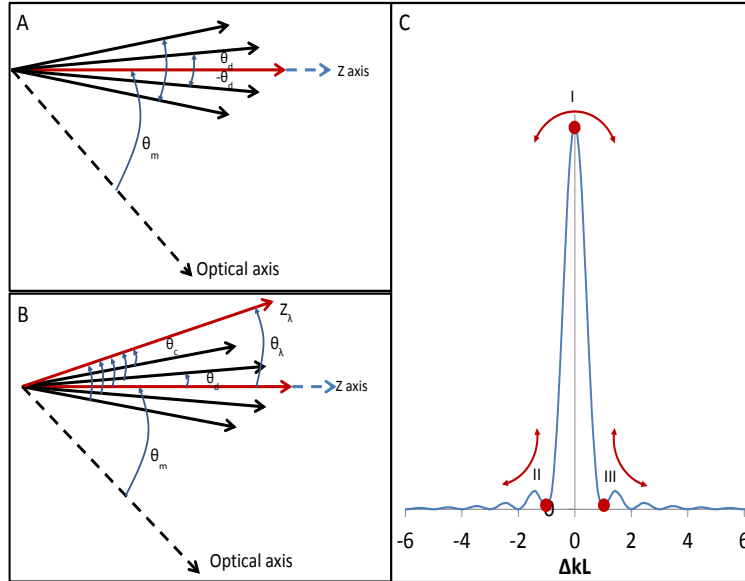 A
θd
-θd
Z axis
θm
Optical axis
B
Zλ
θc
θλ
θd
Z axis
θm
Optical axis
C
I
II
III
0
-6 -4 -2 0 2 4 6
ΔkL